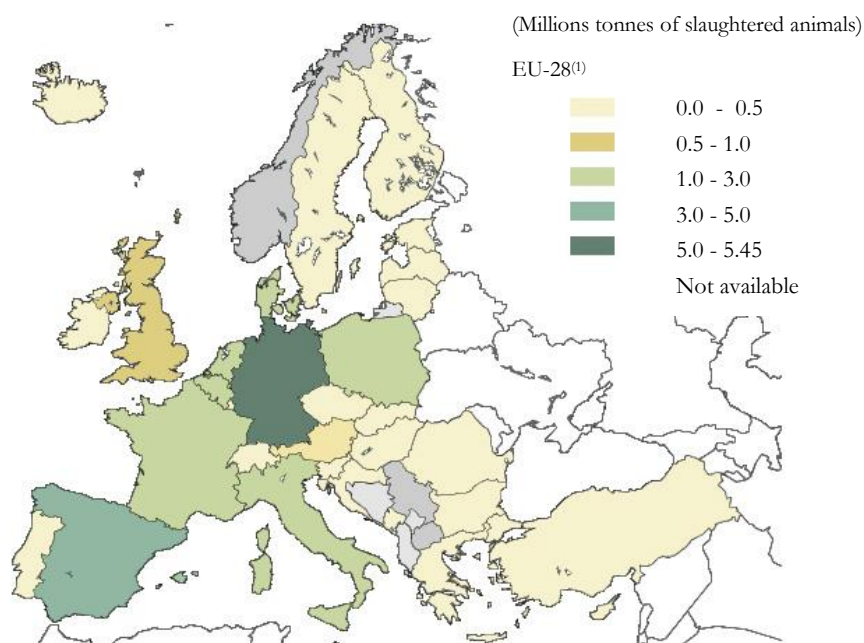 (Millions tonnes of slaughtered animals)
EU-28(1)
0.0 - 0.5
0.5 - 1.0
1.0 - 3.0
3.0 - 5.0
5.0 - 5.45
Not available